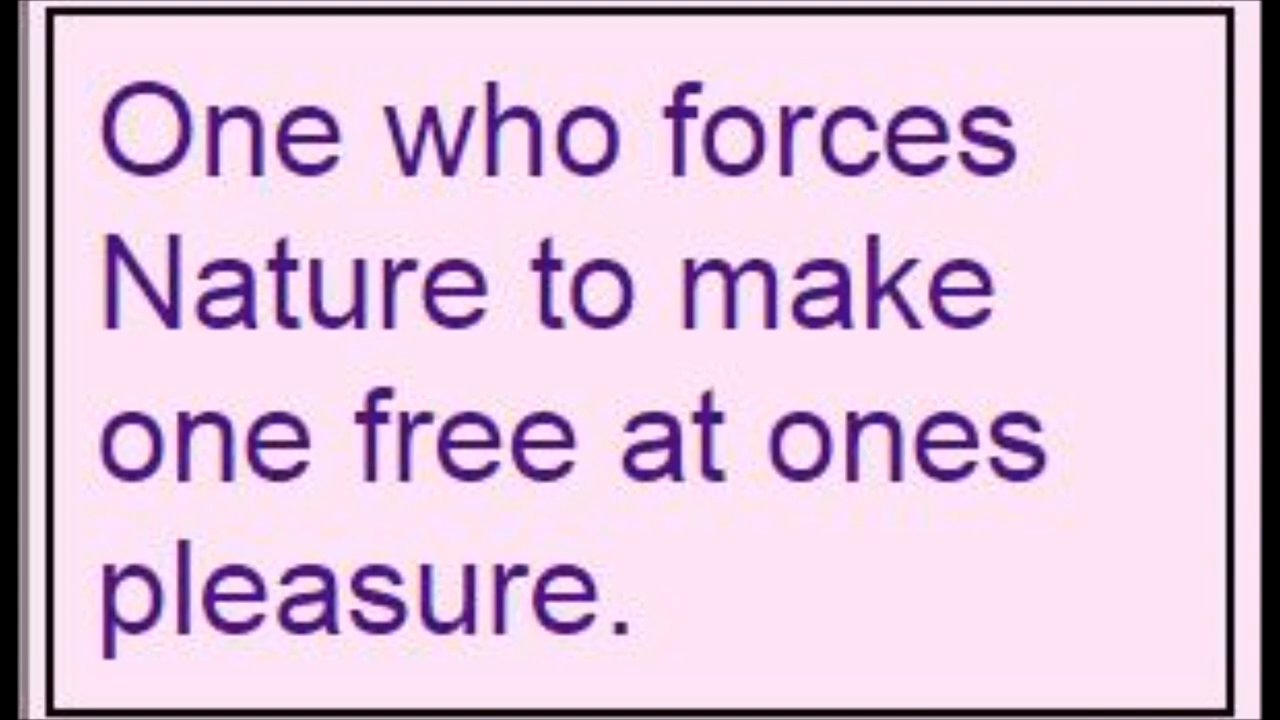 One who forces
Nature to make
one free at ones
pleasure.